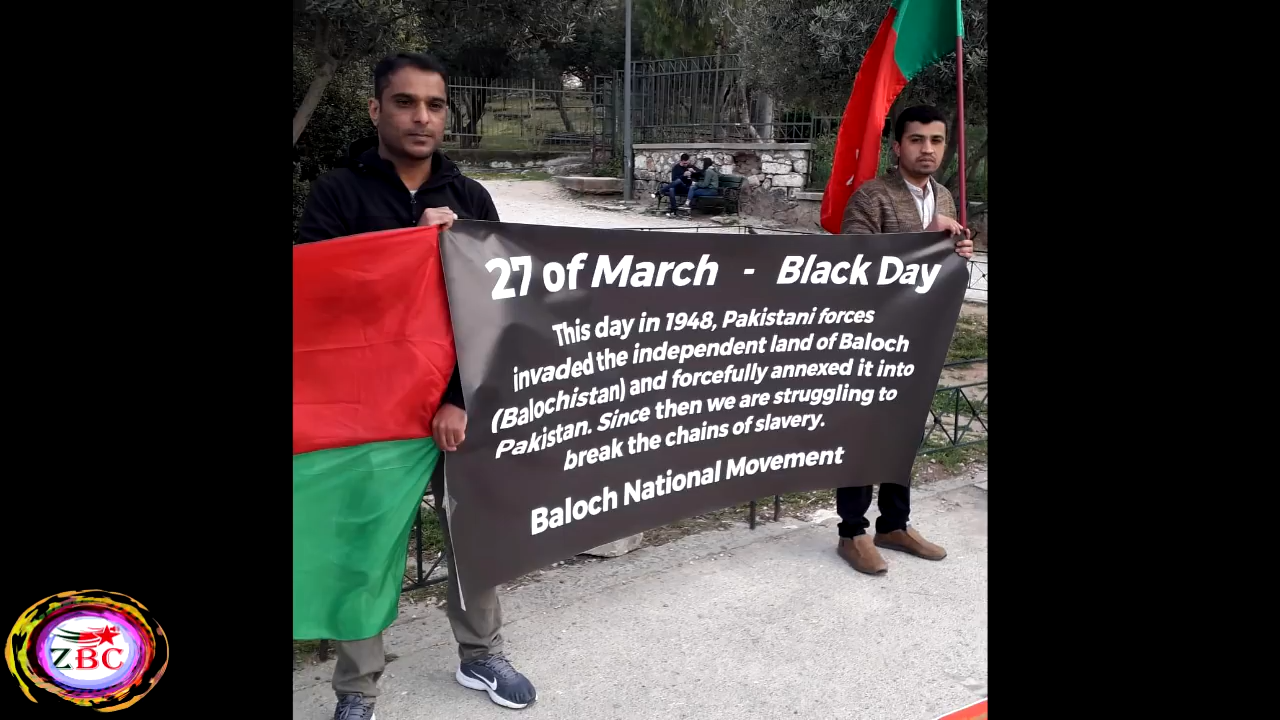 27 of March - Black Day
This day in 1948, Pakistani forces
invaded the independent land of Baloch
(Balochistan) and forcefully annexed it into
Pakistan. Since then we are struggling to
break the chains of slavery.
Baloch National Movement
ZBC